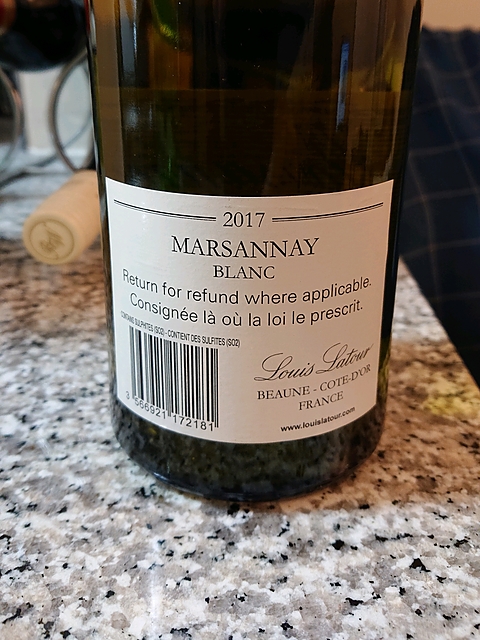 2017
MARSANNAY
BLANC
Return for refund where applicable.
Consignée là où la loi le prescrit.
CONTAINS SULPHITES (SO2) - CONTIENT DES SULFITES (SO2)
3 566921 172181
Louis Latour
BEAUNE - COTE-D'OR
FRANCE
www.louislatour.com